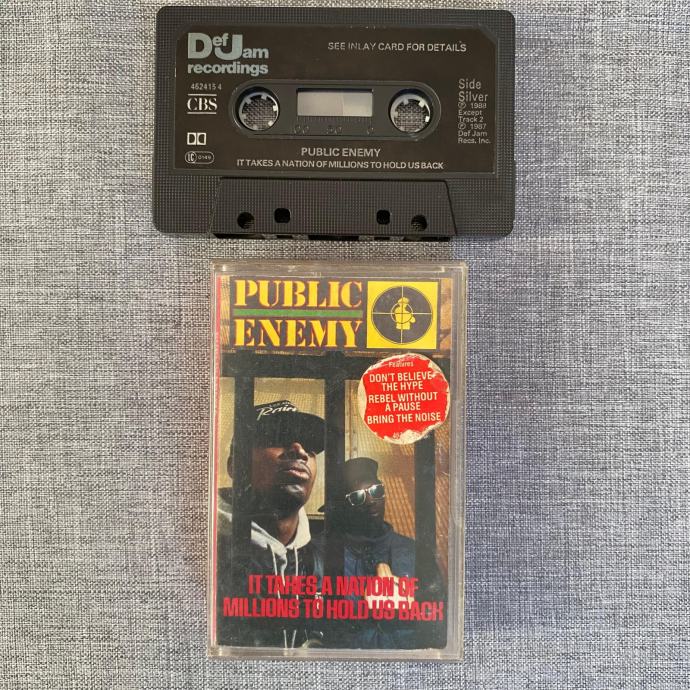 Def Jam
recordings
SEE INLAY CARD FOR DETAILS
462415 4
CBS
Side
Silver
℗ 1988
Except
Track 2
℗ 1987
Def Jam
Recs. Inc.
PUBLIC ENEMY
IT TAKES A NATION OF MILLIONS TO HOLD US BACK
IC 0149
PUBLIC
ENEMY
Features
DON'T BELIEVE
THE HYPE
REBEL WITHOUT
A PAUSE
BRING THE NOISE
IT TAKES A NATION OF
MILLIONS TO HOLD US BACK